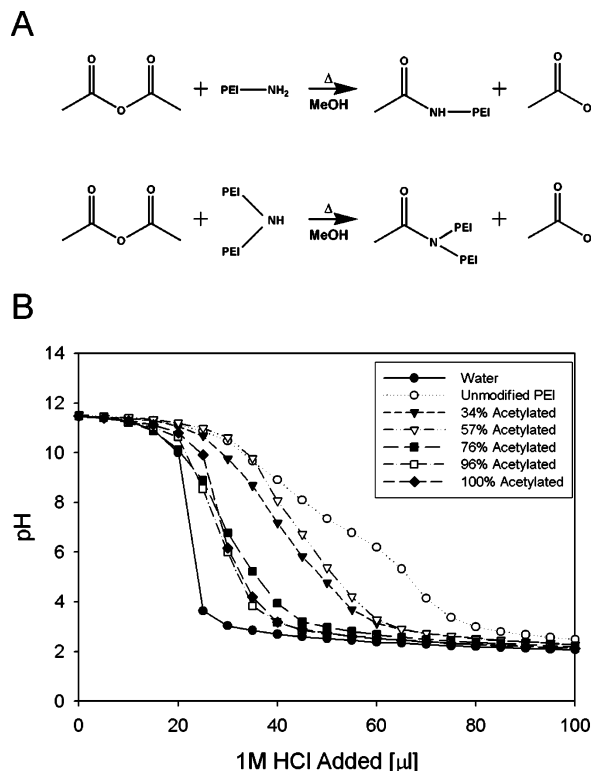 A
O O O O
O
+ PEI NH₂ Δ MeOH NH PEI + O
O O PEI O O
O
+ NH Δ MeOH N PEI + O
PEI PEI
B
14
12
10
8
6
4
2
0
pH
Water
Unmodified PEI
34% Acetylated
57% Acetylated
76% Acetylated
96% Acetylated
100% Acetylated
0 20 40 60 80 100
1M HCl Added [µl]